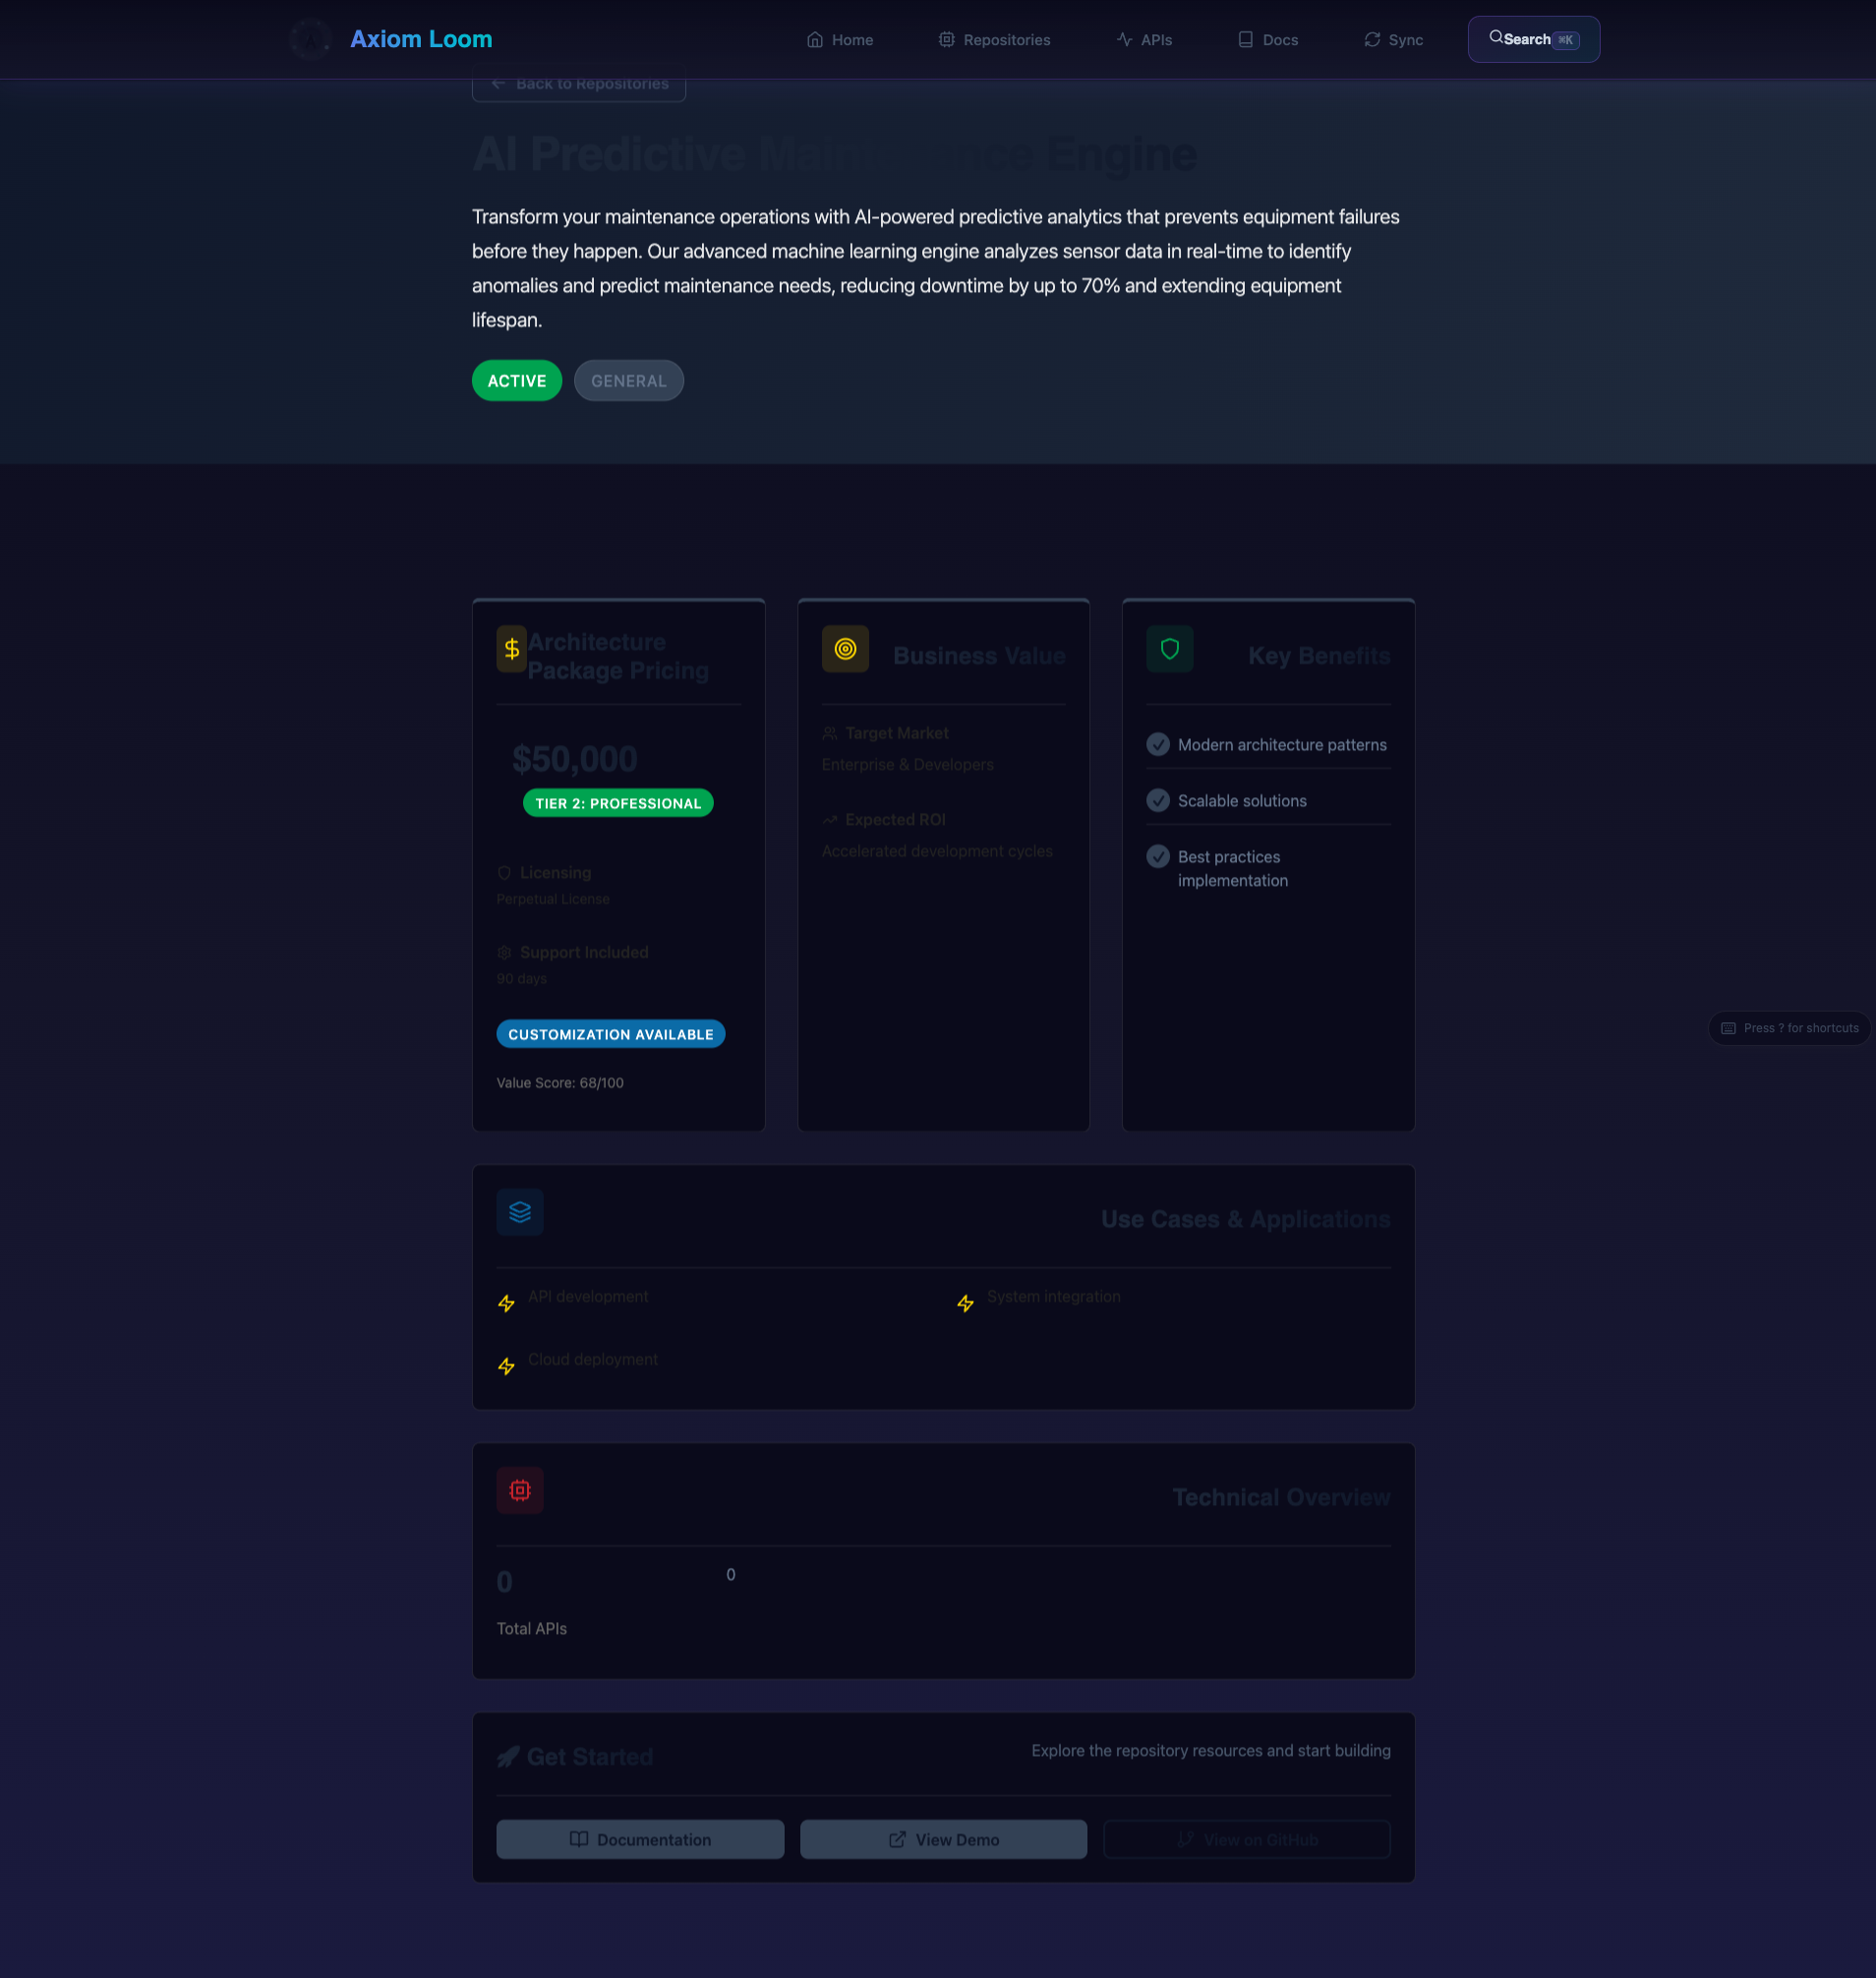 Axiom Loom
Home
Repositories
APIs
Docs
Sync
Search ⌘K
Back to Repositories
AI Predictive Maintenance Engine
Transform your maintenance operations with AI-powered predictive analytics that prevents equipment failures
before they happen. Our advanced machine learning engine analyzes sensor data in real-time to identify
anomalies and predict maintenance needs, reducing downtime by up to 70% and extending equipment
lifespan.
ACTIVE
GENERAL
Architecture
Package Pricing
$50,000
TIER 2: PROFESSIONAL
Licensing
Perpetual License
Support Included
90 days
CUSTOMIZATION AVAILABLE
Value Score: 68/100
Business Value
Target Market
Enterprise & Developers
Expected ROI
Accelerated development cycles
Key Benefits
Modern architecture patterns
Scalable solutions
Best practices
implementation
Press ? for shortcuts
Use Cases & Applications
API development
System integration
Cloud deployment
Technical Overview
0
Total APIs
0
Get Started
Explore the repository resources and start building
Documentation
View Demo
View on GitHub